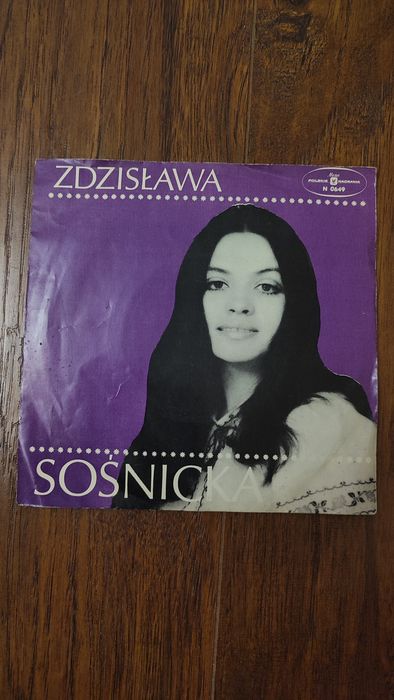 ZDZISŁAWA
Muza
POLSKIE NAGRANIA
N 0649
SOŚNICKA